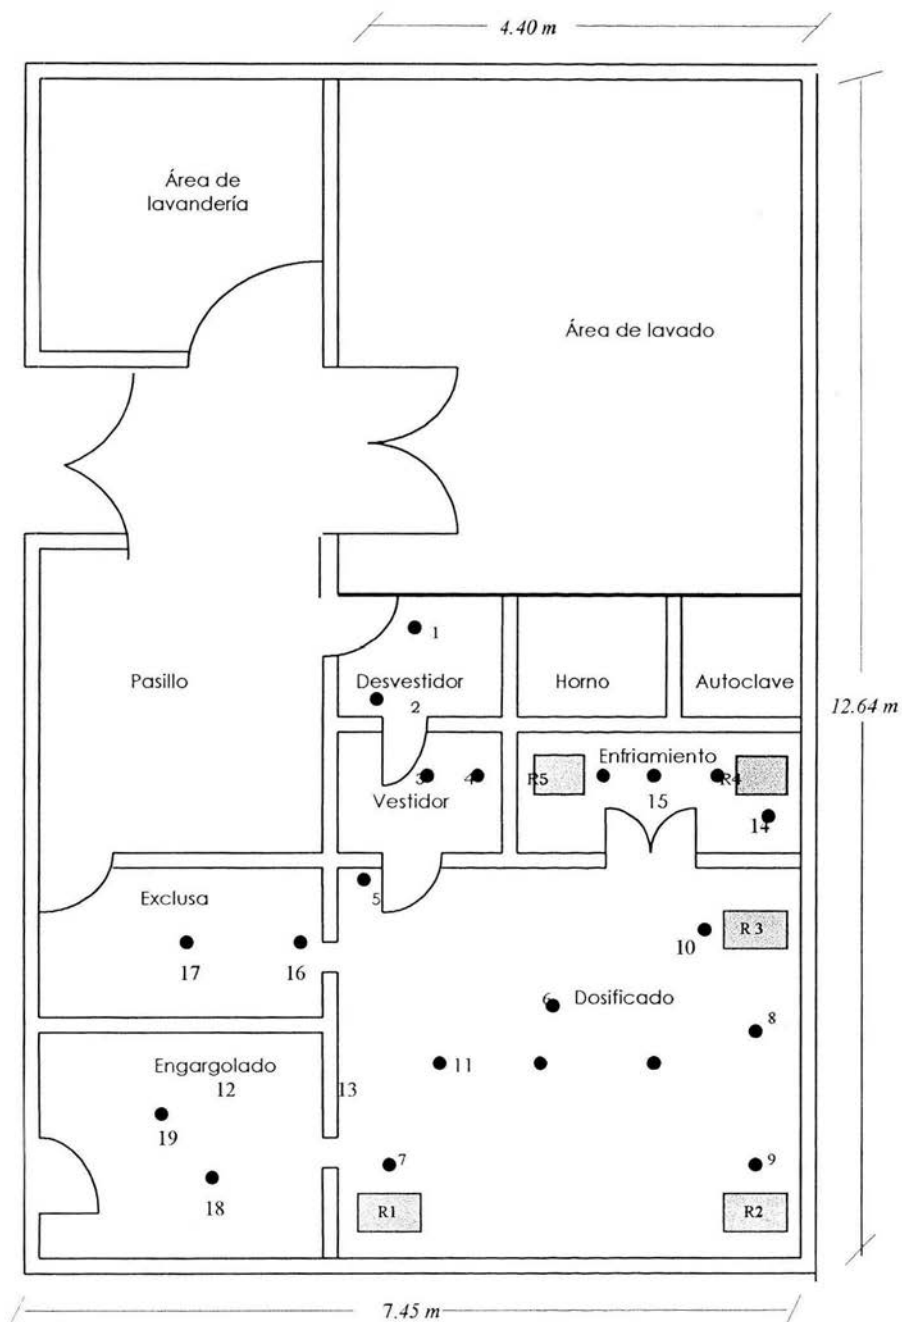 4.40 m
Área de
lavandería
Área de lavado
1
Pasillo
Desvestidor
Horno
Autoclave
2
12.64 m
Enfriamiento
3
4
R5
R4
Vestidor
15
14
5
Exclusa
10
R 3
17
16
6
Dosificado
8
Engargolado
11
12
13
19
7
9
18
R1
R2
7.45 m